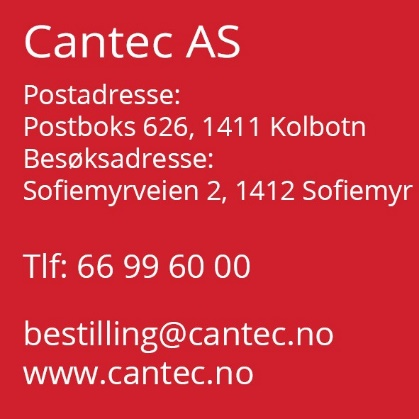 Cantec AS
Postadresse:
Postboks 626, 1411 Kolbotn
Besøksadresse:
Sofiemyrveien 2, 1412 Sofiemyr
Tlf: 66 99 60 00
bestilling@cantec.no
www.cantec.no